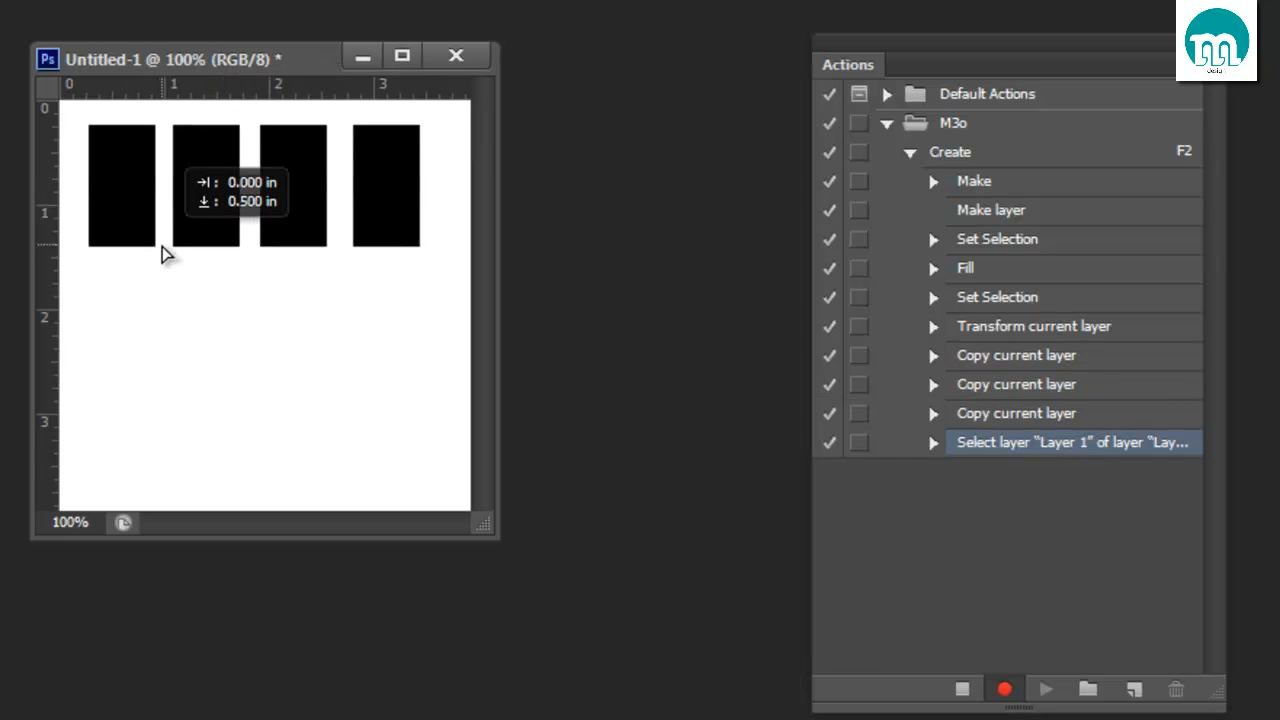 m
design
Ps Untitled-1 @ 100% (RGB/8) *
0 1 2 3
0
1
2
3
→|: 0.000 in
↓: 0.500 in
100%
Actions
Default Actions
M3o
Create F2
Make
Make layer
Set Selection
Fill
Set Selection
Transform current layer
Copy current layer
Copy current layer
Copy current layer
Select layer "Layer 1" of layer "Lay...